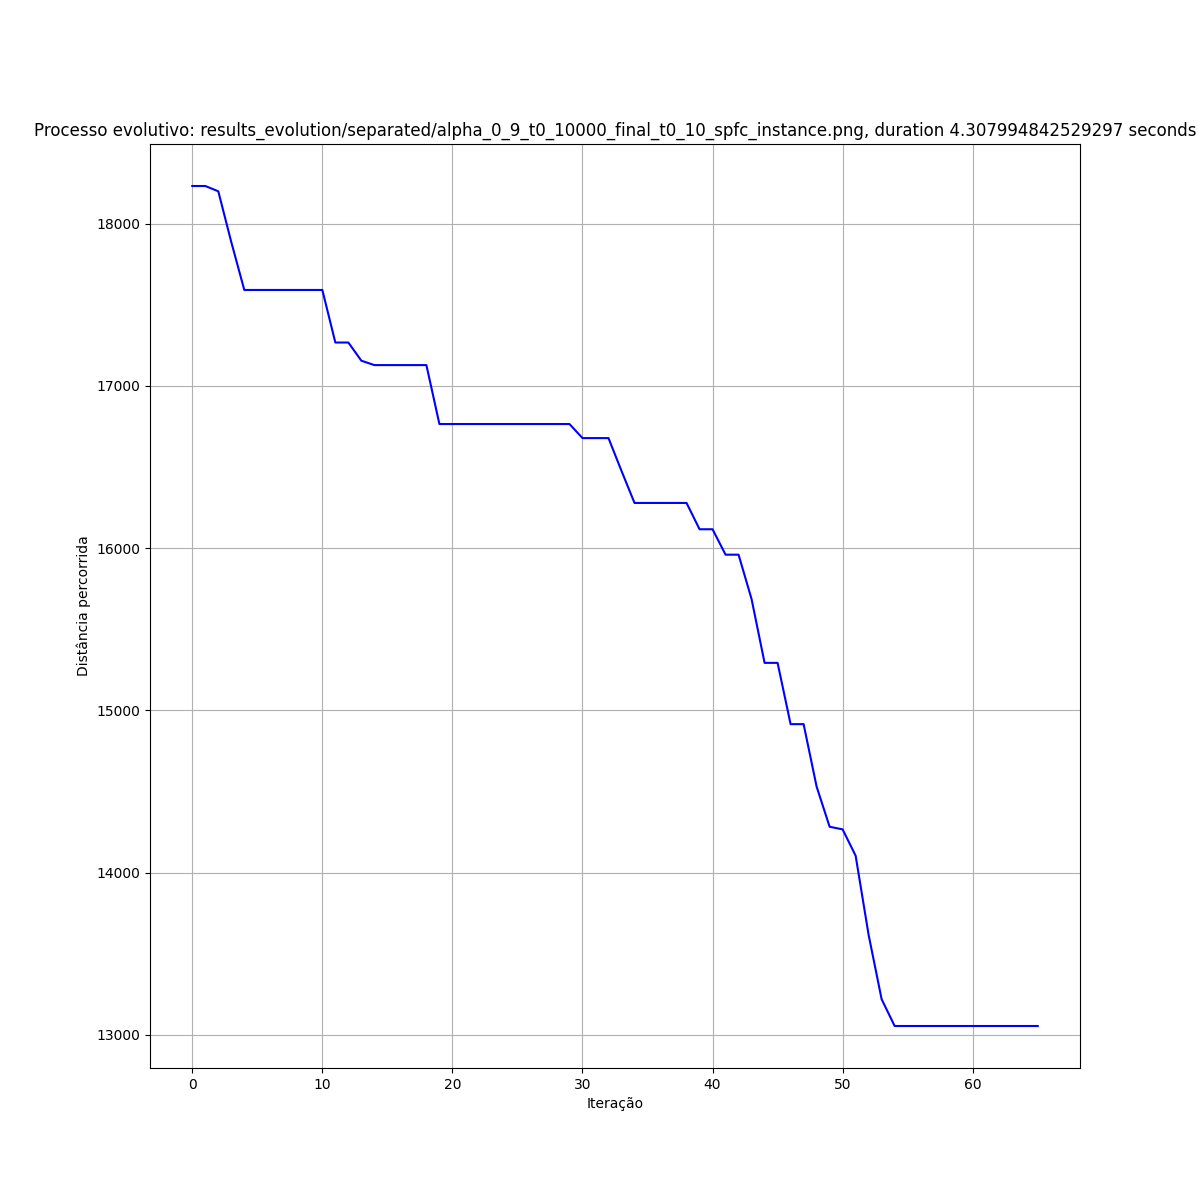 Processo evolutivo: results_evolution/separated/alpha_0_9_t0_10000_final_t0_10_spfc_instance.png, duration 4.307994842529297 seconds
18000
17000
16000
15000
14000
13000
Distância percorrida
0 10 20 30 40 50 60
Iteração